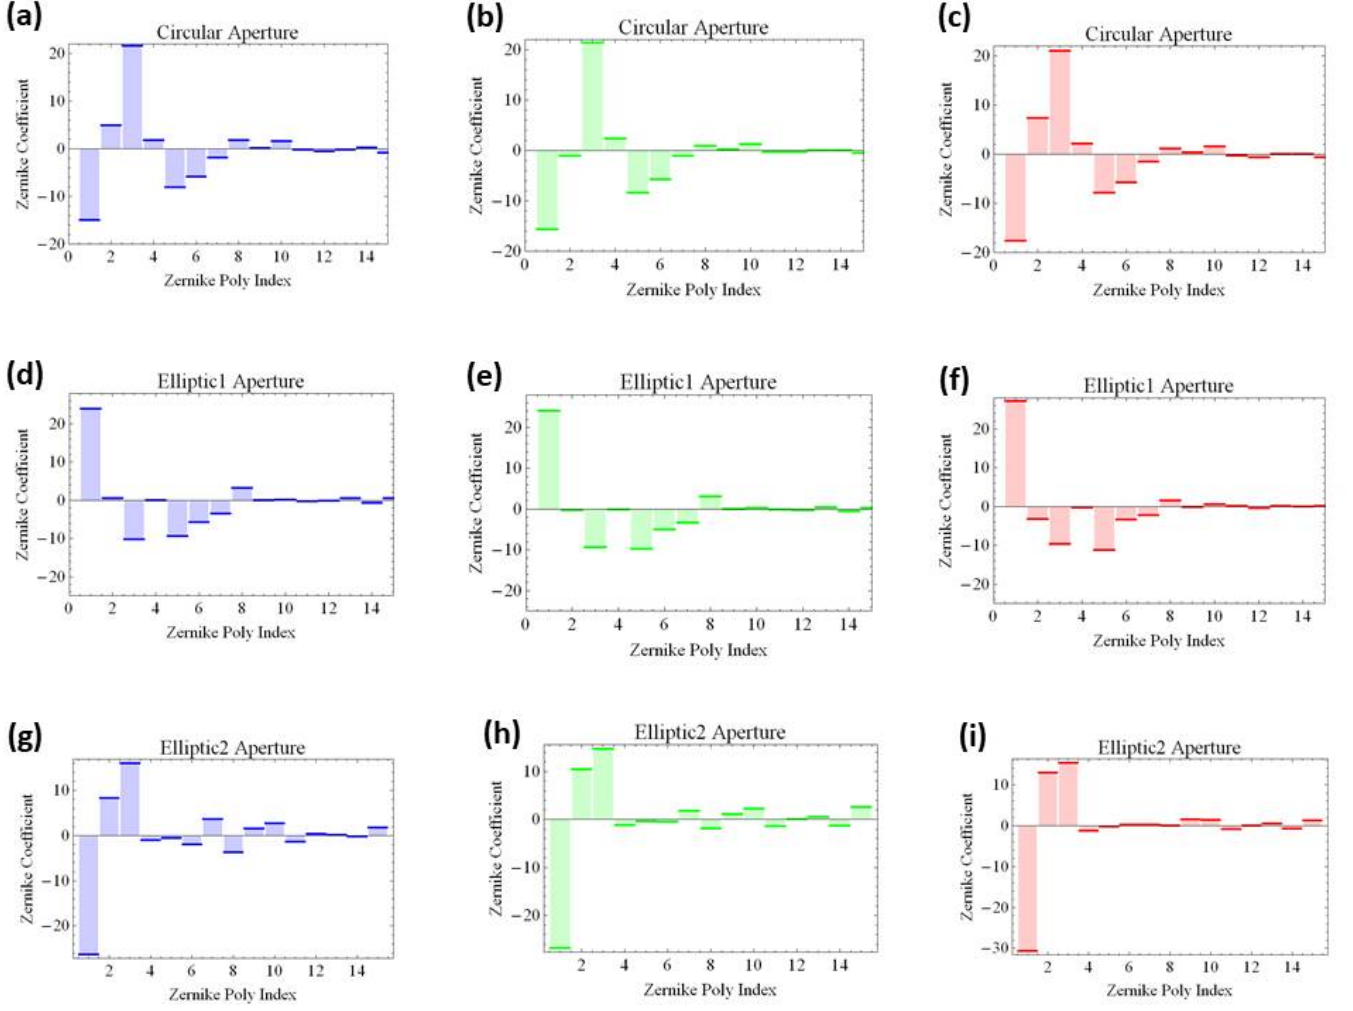 (a)
Circular Aperture
Zernike Coefficient
20
10
0
−10
−20
0 2 4 6 8 10 12 14
Zernike Poly Index
(b)
Circular Aperture
Zernike Coefficient
20
10
0
−10
−20
0 2 4 6 8 10 12 14
Zernike Poly Index
(c)
Circular Aperture
Zernike Coefficient
20
10
0
−10
−20
0 2 4 6 8 10 12 14
Zernike Poly Index
(d)
Elliptic1 Aperture
Zernike Coefficient
20
10
0
−10
−20
0 2 4 6 8 10 12 14
Zernike Poly Index
(e)
Elliptic1 Aperture
Zernike Coefficient
20
10
0
−10
−20
0 2 4 6 8 10 12 14
Zernike Poly Index
(f)
Elliptic1 Aperture
Zernike Coefficient
20
10
0
−10
−20
0 2 4 6 8 10 12 14
Zernike Poly Index
(g)
Elliptic2 Aperture
Zernike Coefficient
10
0
−10
−20
2 4 6 8 10 12 14
Zernike Poly Index
(h)
Elliptic2 Aperture
Zernike Coefficient
10
0
−10
−20
2 4 6 8 10 12 14
Zernike Poly Index
(i)
Elliptic2 Aperture
Zernike Coefficient
10
0
−10
−20
−30
2 4 6 8 10 12 14
Zernike Poly Index